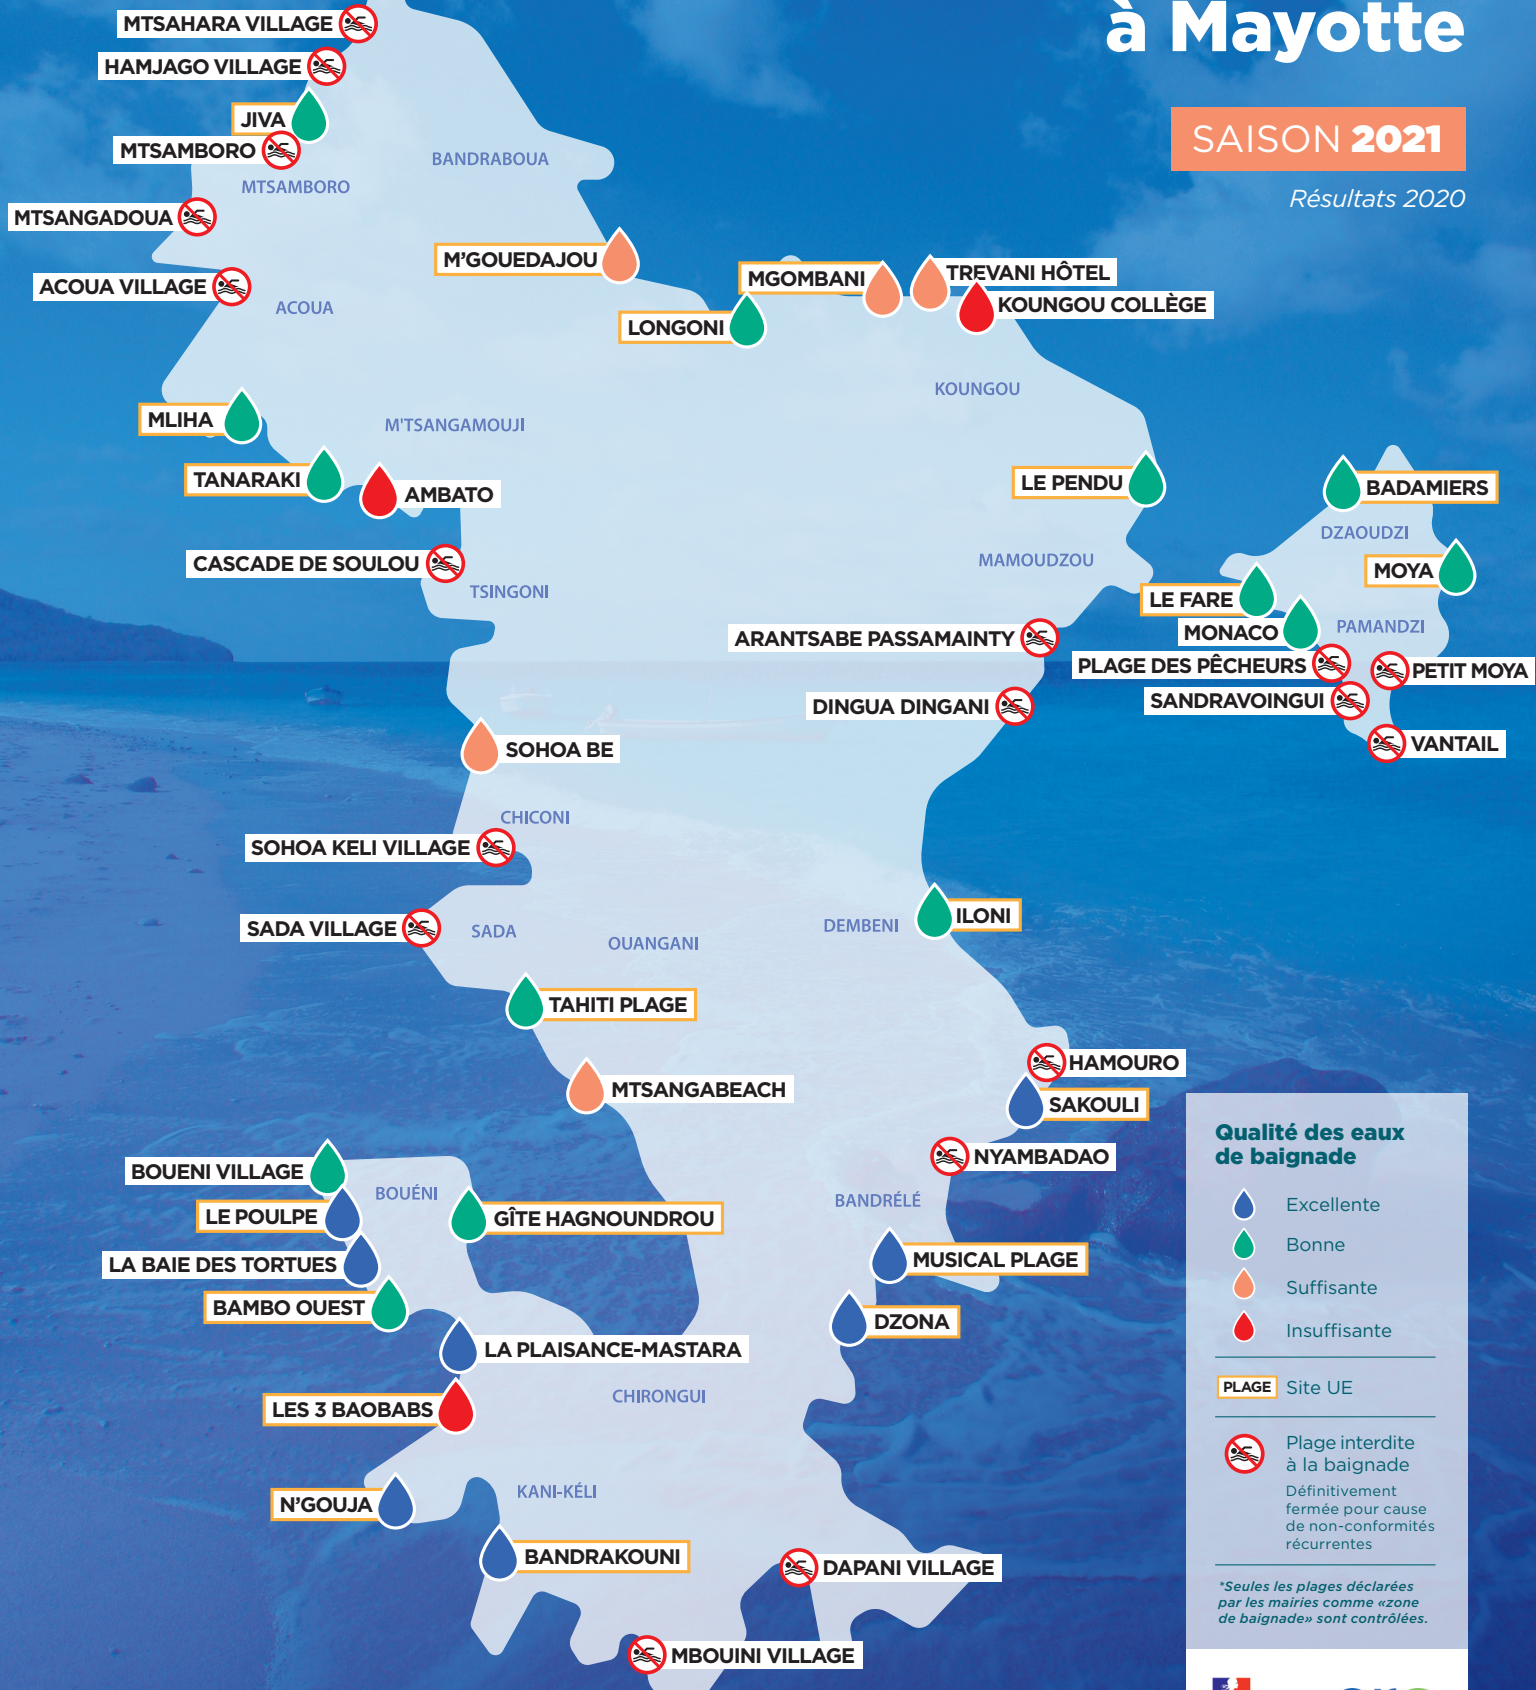 à Mayotte
SAISON 2021
Résultats 2020
MTSAHARA VILLAGE
HAMJAGO VILLAGE
JIVA
MTSAMBORO
BANDRABOUA
MTSAMBORO
MTSANGADOUA
M'GOUEDAJOU
MGOMBANI
TREVANI HÔTEL
ACOUA VILLAGE
KOUNGOU COLLÈGE
ACOUA
LONGONI
KOUNGOU
MLIHA
M'TSANGAMOUJI
TANARAKI
AMBATO
LE PENDU
BADAMIERS
DZAOUDZI
CASCADE DE SOULOU
MAMOUDZOU
MOYA
TSINGONI
LE FARE
MONACO
PAMANDZI
ARANTSABE PASSAMAINTY
PLAGE DES PÊCHEURS
PETIT MOYA
DINGUA DINGANI
SANDRAVOINGUI
SOHOA BE
VANTAIL
CHICONI
SOHOA KELI VILLAGE
ILONI
SADA VILLAGE
SADA
OUANGANI
DEMBENI
TAHITI PLAGE
HAMOURO
MTSANGABEACH
SAKOULI
NYAMBADAO
BOUENI VILLAGE
BOUÉNI
BANDRÉLÉ
LE POULPE
GÎTE HAGNOUNDROU
LA BAIE DES TORTUES
MUSICAL PLAGE
BAMBO OUEST
DZONA
LA PLAISANCE-MASTARA
CHIRONGUI
LES 3 BAOBABS
KANI-KÉLI
N'GOUJA
BANDRAKOUNI
DAPANI VILLAGE
MBOUINI VILLAGE
Qualité des eaux
de baignade
Excellente
Bonne
Suffisante
Insuffisante
PLAGE Site UE
Plage interdite
à la baignade
Définitivement
fermée pour cause
de non-conformités
récurrentes
*Seules les plages déclarées
par les mairies comme «zone
de baignade» sont contrôlées.